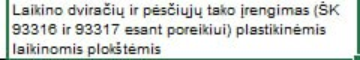 Laikino dviračių ir pėsčiųjų tako įrengimas (ŠK
93316 ir 93317 esant poreikiui) plastikinėmis
laikinomis plokštėmis